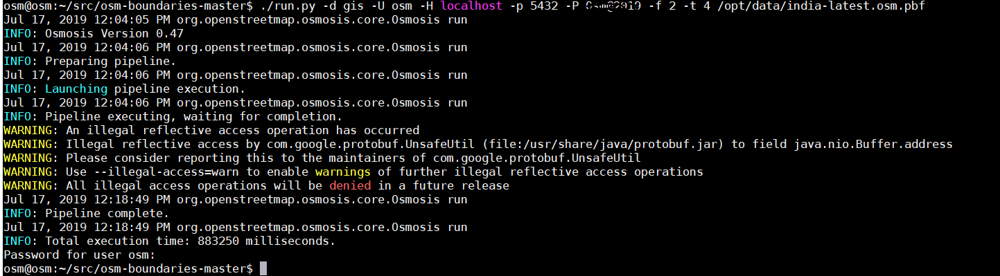 osm@osm:~/src/osm-boundaries-master$ ./run.py -d gis -U osm -H localhost -p 5432 -P -f 2 -t 4 /opt/data/india-latest.osm.pbf
Jul 17, 2019 12:04:05 PM org.openstreetmap.osmosis.core.Osmosis run
INFO: Osmosis Version 0.47
Jul 17, 2019 12:04:06 PM org.openstreetmap.osmosis.core.Osmosis run
INFO: Preparing pipeline.
Jul 17, 2019 12:04:06 PM org.openstreetmap.osmosis.core.Osmosis run
INFO: Launching pipeline execution.
Jul 17, 2019 12:04:06 PM org.openstreetmap.osmosis.core.Osmosis run
INFO: Pipeline executing, waiting for completion.
WARNING: An illegal reflective access operation has occurred
WARNING: Illegal reflective access by com.google.protobuf.UnsafeUtil (file:/usr/share/java/protobuf.jar) to field java.nio.Buffer.address
WARNING: Please consider reporting this to the maintainers of com.google.protobuf.UnsafeUtil
WARNING: Use --illegal-access=warn to enable warnings of further illegal reflective access operations
WARNING: All illegal access operations will be denied in a future release
Jul 17, 2019 12:18:49 PM org.openstreetmap.osmosis.core.Osmosis run
INFO: Pipeline complete.
Jul 17, 2019 12:18:49 PM org.openstreetmap.osmosis.core.Osmosis run
INFO: Total execution time: 883250 milliseconds.
Password for user osm:
osm@osm:~/src/osm-boundaries-master$